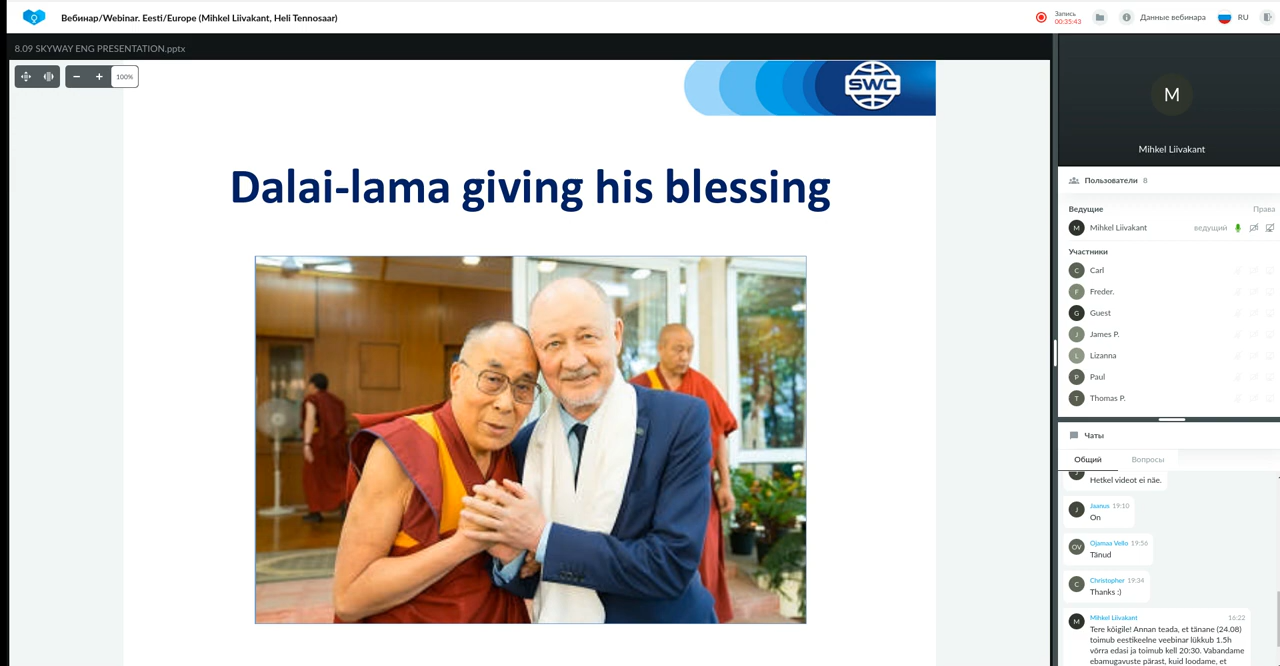 Вебинар/Webinar. Eesti/Europe (Mihkel Liivakant, Heli Tennosaar)
Запись
00:35:43
Данные вебинара
RU
8.09 SKYWAY ENG PRESENTATION.pptx
100%
SWC
Dalai-lama giving his blessing
M
Mihkel Liivakant
Пользователи 8
Ведущие Права
M Mihkel Liivakant ведущий
Участники
C Carl
F Freder.
G Guest
J James P.
L Lizanna
P Paul
T Thomas P.
Чаты
Общий Вопросы
Hetkel videot ei näe.
J Jaanus 19:10
On
OV Ojamaa Vello 19:56
Tänud
C Christopher 19:34
Thanks :)
M Mihkel Liivakant 16:22
Tere kõigile! Annan teada, et tänane (24.08)
toimub eestikeelne veebinar lükkub 1.5h
võrra edasi ja toimub kell 20:30. Vabandame
ebamugavuste pärast, kuid loodame, et